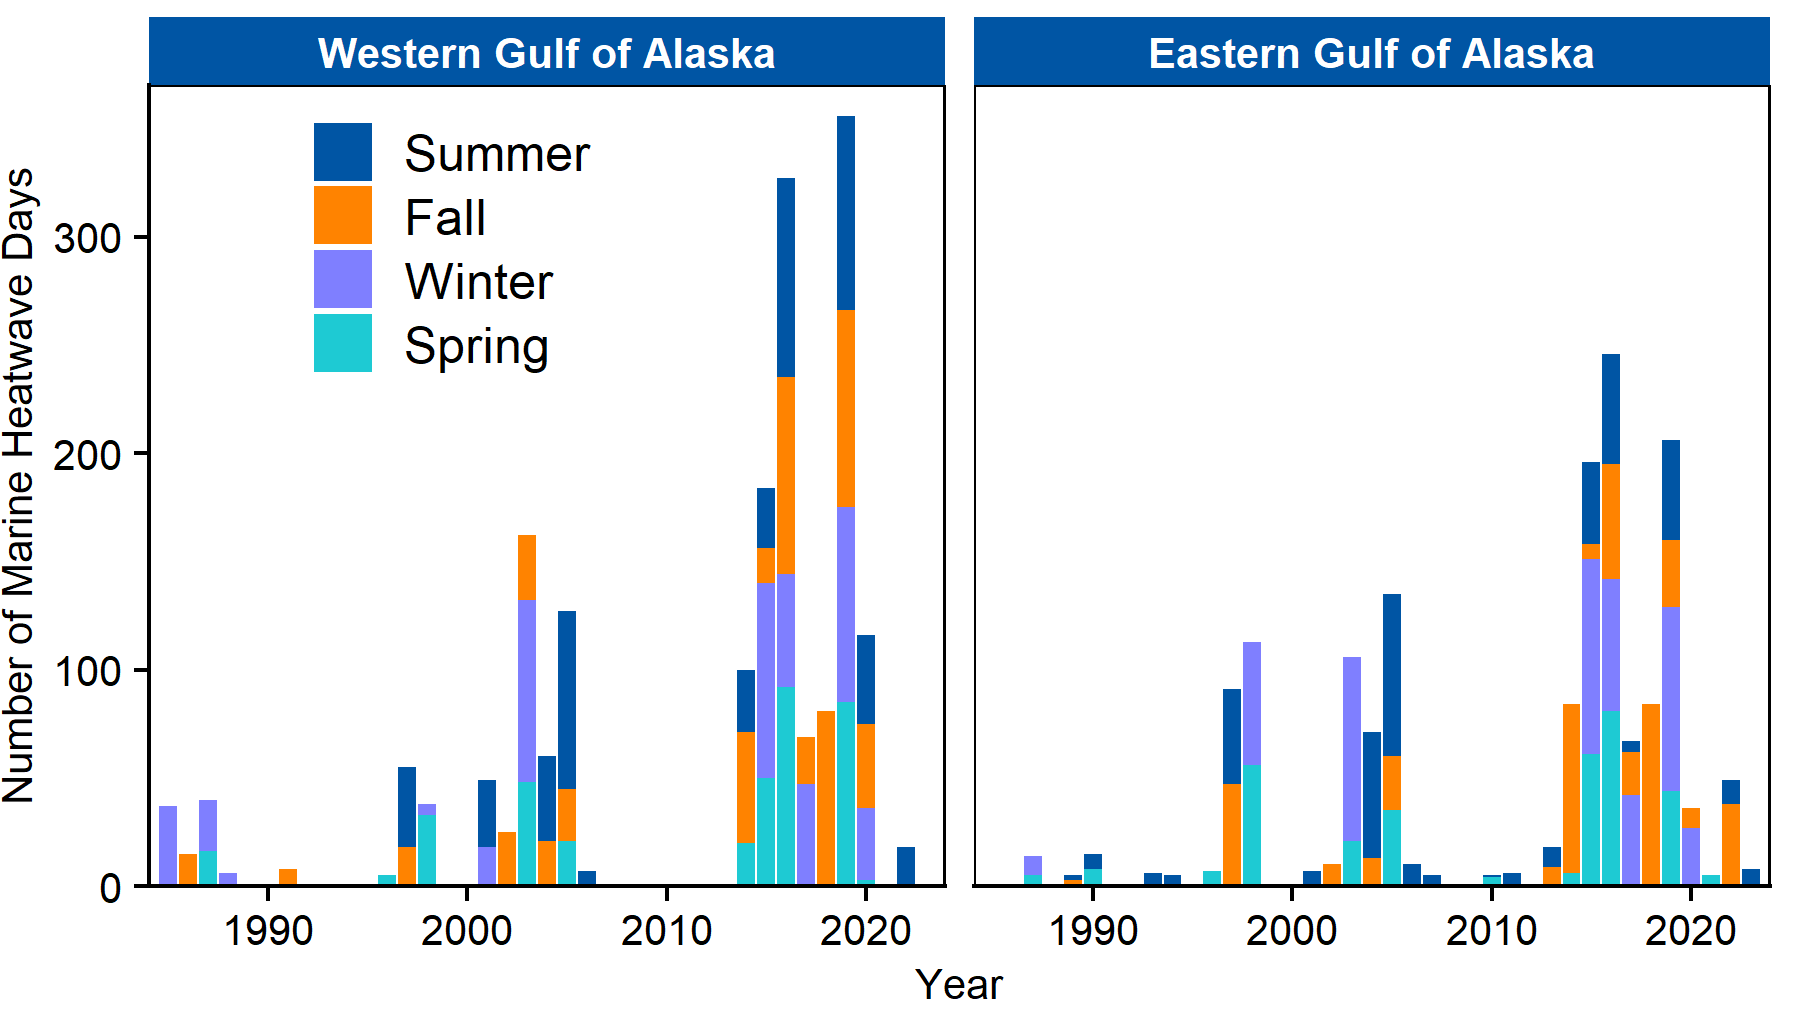 Western Gulf of Alaska
Eastern Gulf of Alaska
Number of Marine Heatwave Days
300
200
100
0
Summer
Fall
Winter
Spring
1990
2000
2010
2020
1990
2000
2010
2020
Year